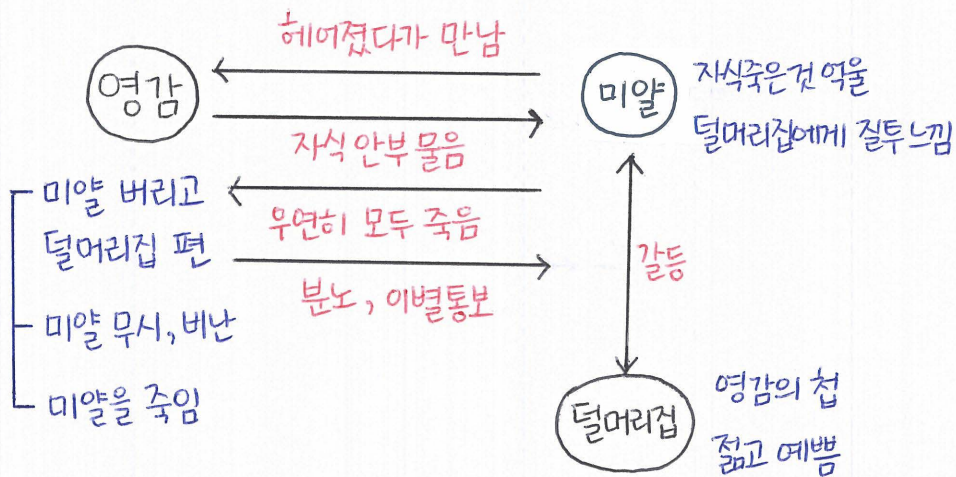 헤어졌다가 만남
영감
미얄
자식죽은것 억울
덜머리집에게 질투느낌
자식 안부 물음
미얄 버리고
덜머리집 편
우연히 모두 죽음
분노, 이별통보
갈등
미얄 무시, 비난
미얄을 죽임
덜머리집
영감의 첩
젊고 예쁨